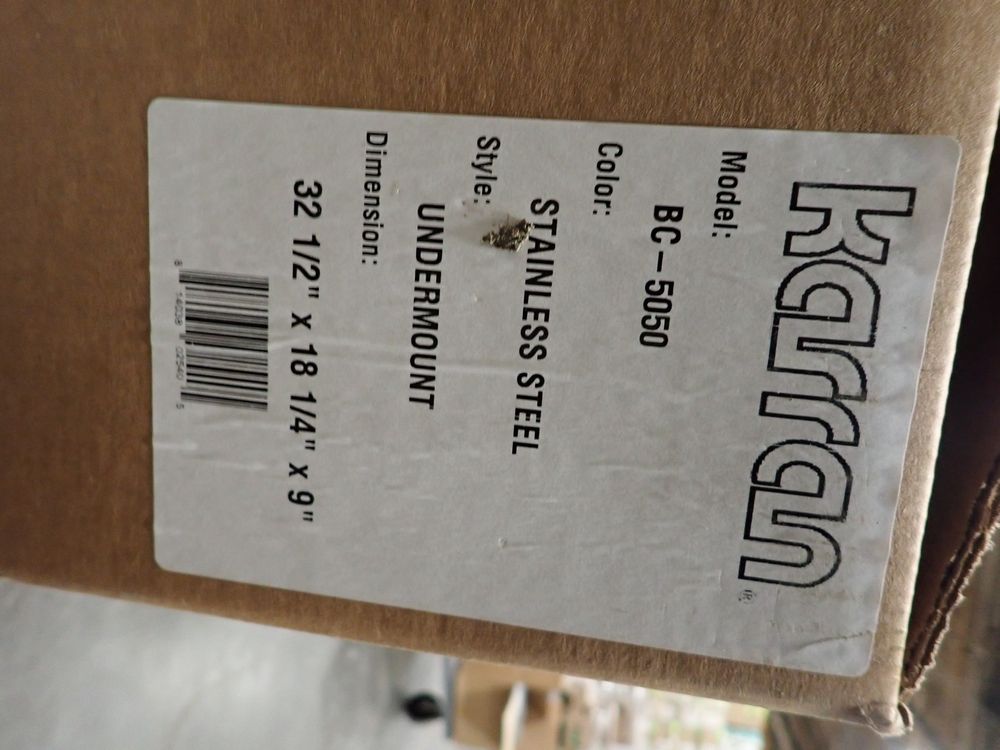 karran®
Model:
BC-5050
Color:
STAINLESS STEEL
Style:
UNDERMOUNT
Dimension:
32 1/2" x 18 1/4" x 9"